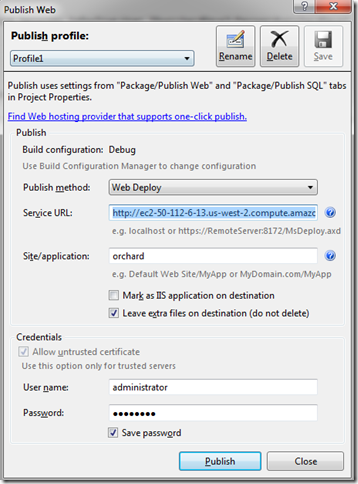 Publish Web
Publish profile:
Profile1
Rename
Delete
Save
Publish uses settings from "Package/Publish Web" and "Package/Publish SQL" tabs
in Project Properties.
Find Web hosting provider that supports one-click publish.
Publish
Build configuration: Debug
Use Build Configuration Manager to change configuration
Publish method: Web Deploy
Service URL: http://ec2-50-112-6-13.us-west-2.compute.amazo
e.g. localhost or https://RemoteServer:8172/MsDeploy.axd
Site/application: orchard
e.g. Default Web Site/MyApp or MyDomain.com/MyApp
Mark as IIS application on destination
Leave extra files on destination (do not delete)
Credentials
Allow untrusted certificate
Use this option only for trusted servers
User name: administrator
Password: ●●●●●●●●
Save password
Publish
Close